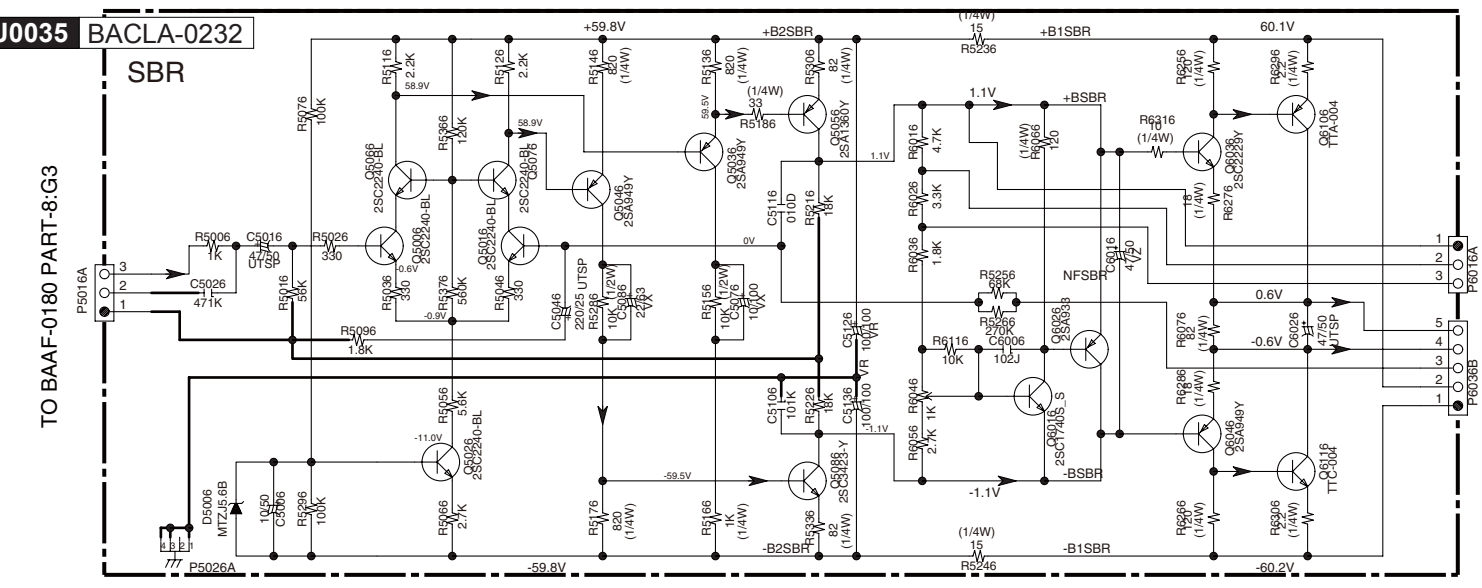 J0035 BACLA-0232
SBR
TO BAAF-0180 PART-8:G3
+59.8V
+B2SBR
(1/4W)
15
R5236
+B1SBR
60.1V
R5116
2.2K
R5126
2.2K
R5146
820
(1/4W)
R5136
820
(1/4W)
R5306
82
(1/4W)
R6256
120
(1/4W)
R6296
2.2
(1/4W)
R5076
100K
58.9V
R5366
120K
58.9V
59.5V
(1/4W)
33
R5186
Q5056
2SA1360Y
1.1V
+BSBR
R6016
4.7K
(1/4W)
R6066
120
R6316
10
(1/4W)
Q6036
2SC2229Y
Q6106
TTA-004
Q5066
2SC2240-BL
2SC2240-BL
Q5076
Q5046
2SA949Y
Q5036
2SA949Y
1.1V
C5116
010D
R5216
18K
R6026
3.3K
18
(1/4W)
R6276
R5006
1K
C5016
47/50
UTSP
R5026
330
Q5006
2SC2240-BL
Q5016
2SC2240-BL
0V
R6036
1.8K
C6016
47/50
VZ
P5016A
3
2
1
C5026
471K
R5016
56K
-0.6V
R5036
330
R5376
560K
R5046
330
-0.9V
C5046
220/25 UTSP
R5286
10K (1/2W)
C5086
22/63
VX
R5156
10K (1/2W)
C5076
10/100
VX
R5256
68K
R5266
270K
NFSBR
Q6026
2SA933
P6016A
1
2
3
R5096
1.8K
C5126
100/100
VR
R6116
10K
C6006
102J
0.6V
R6076
82
(1/4W)
C6026
47/50
UTSP
-0.6V
P6036B
5
4
3
2
1
R5056
5.6K
C5106
101K
R5226
18K
C5136
100/100
VR
R6046
1K
R6056
2.7K
Q6016
2SC1740S_S
R6286
18
(1/4W)
Q6046
2SA949Y
-11.0V
Q5026
2SC2240-BL
-1.1V
-59.5V
Q5086
2SC3423-Y
-1.1V
-BSBR
Q6116
TTC-004
D5006
MTZJ5.6B
10/50
C5006
R5296
100K
R5066
2.7K
R5176
820
(1/4W)
R5166
1K
(1/4W)
R5336
82
(1/4W)
(1/4W)
15
R5246
R6266
120
(1/4W)
R6306
2.2
(1/4W)
4 3 2 1
P5026A
-59.8V
-B2SBR
-B1SBR
-60.2V